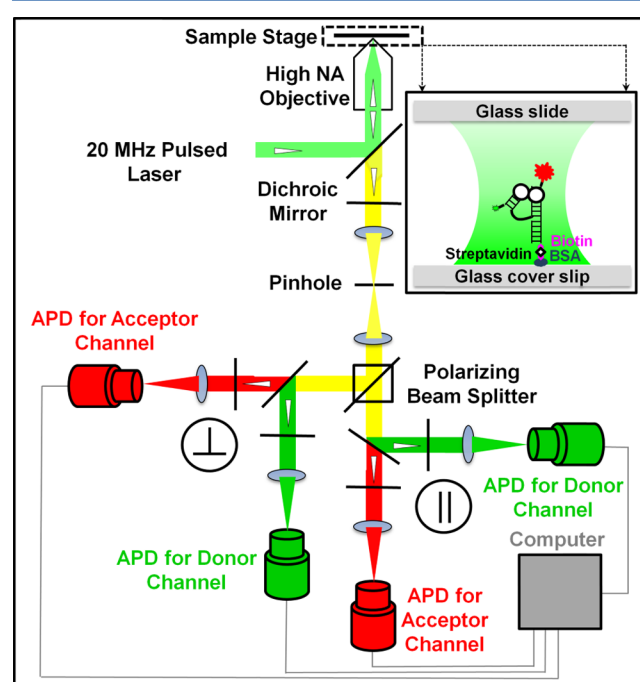 Sample Stage
High NA
Objective
20 MHz Pulsed
Laser
Dichroic
Mirror
Glass slide
Biotin
Streptavidin
BSA
Glass cover slip
Pinhole
APD for Acceptor
Channel
Polarizing
Beam Splitter
⊥
||
APD for Donor
Channel
APD for Donor
Channel
Computer
APD for
Acceptor
Channel